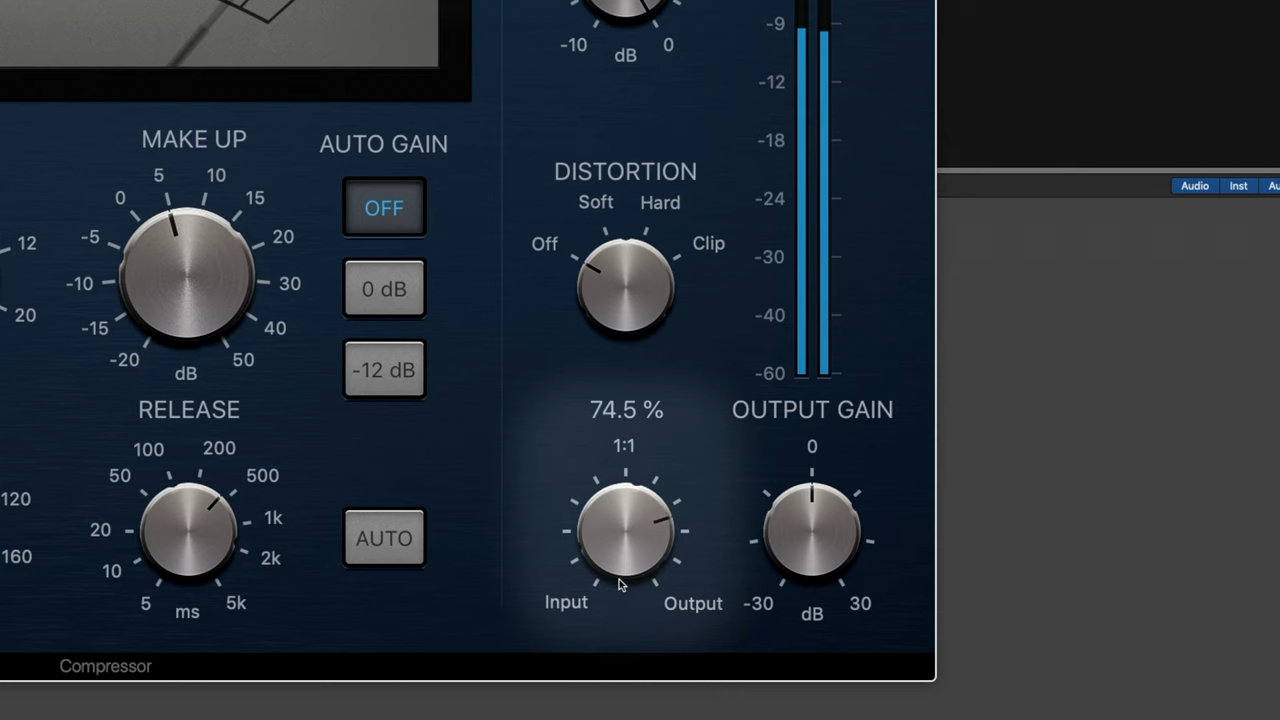 -10
0
dB
-9
-12
-18
-24
-30
-40
-60
MAKE UP
0
5
10
15
-5
20
-10
30
-15
40
-20
50
dB
12
20
AUTO GAIN
OFF
0 dB
-12 dB
DISTORTION
Off
Soft
Hard
Clip
RELEASE
100
200
50
500
20
1k
10
2k
5
5k
ms
120
160
AUTO
74.5 %
1:1
Input
Output
OUTPUT GAIN
0
-30
30
dB
Compressor
Audio
Inst